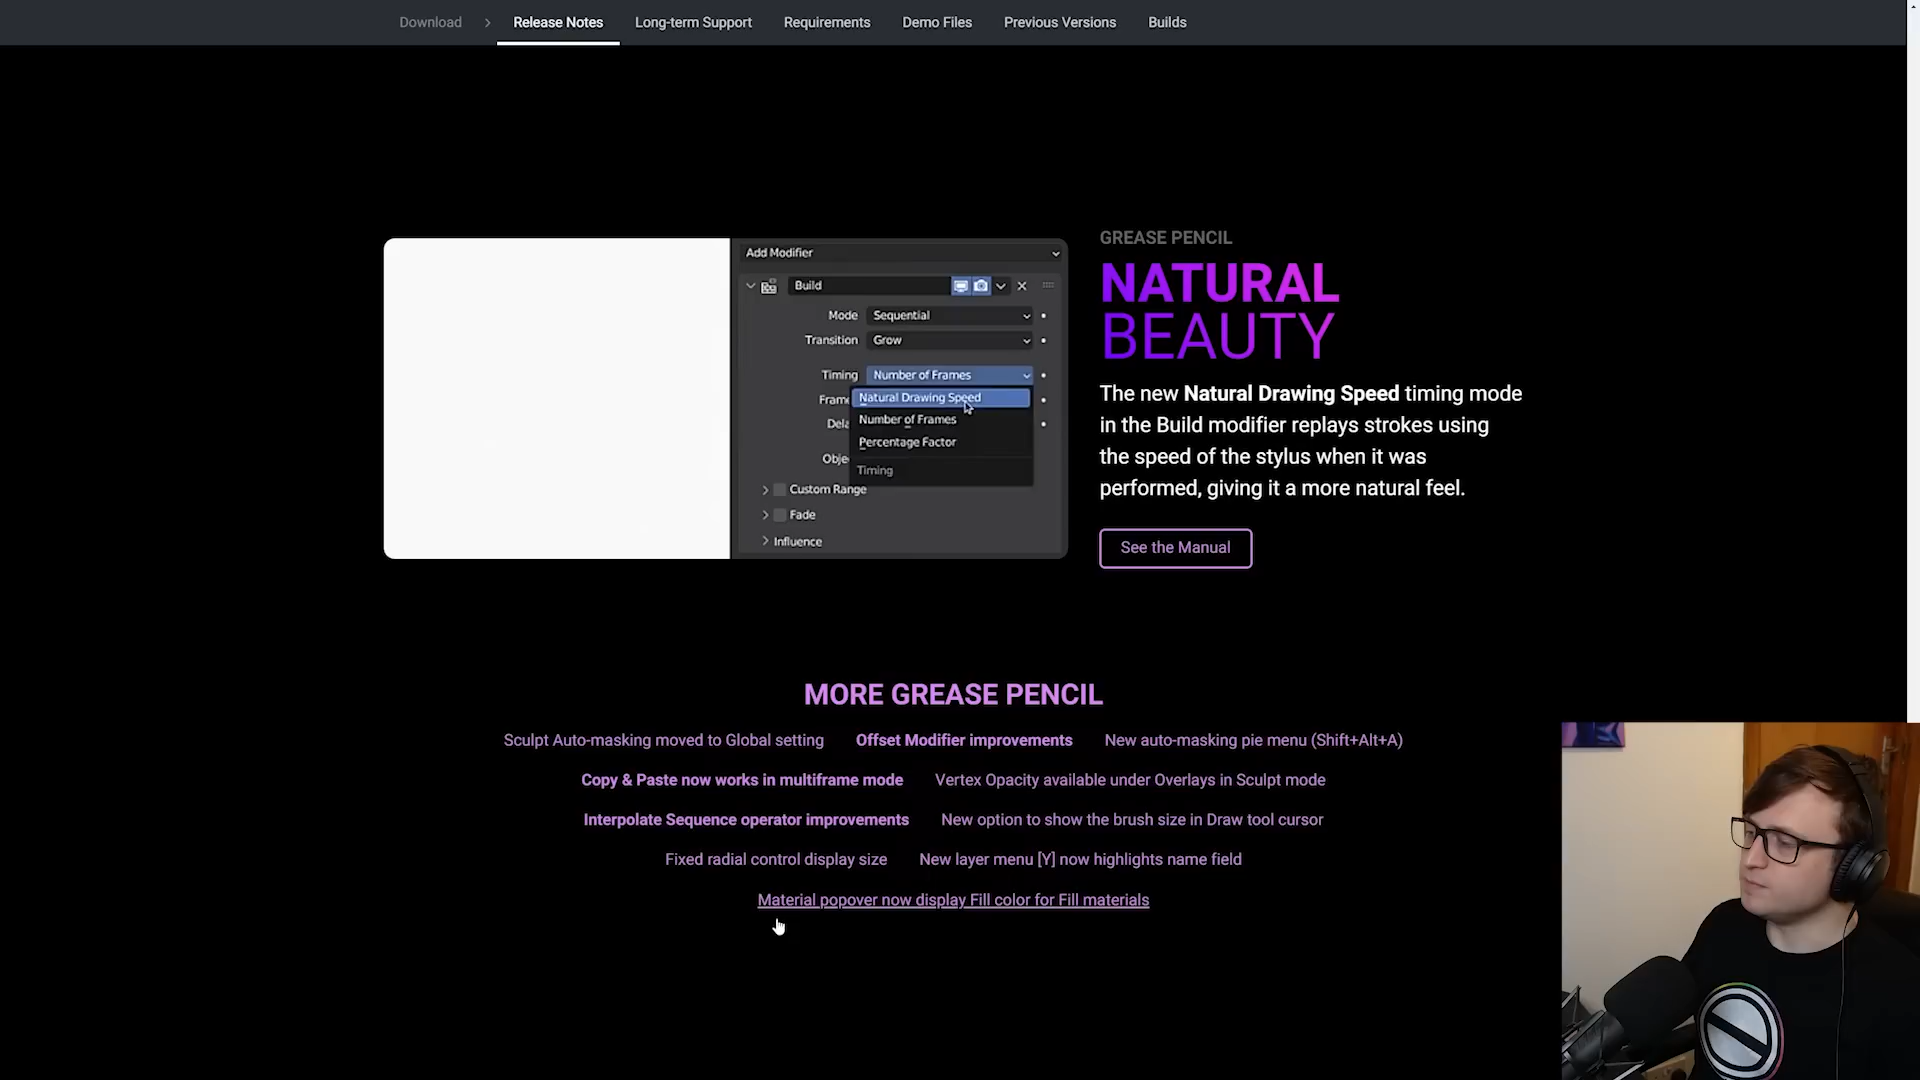 Download > Release Notes Long-term Support Requirements Demo Files Previous Versions Builds
Add Modifier
Build
Mode Sequential
Transition Grow
Timing Number of Frames
Frame
Natural Drawing Speed
Number of Frames
Dela
Percentage Factor
Obje
Timing
Custom Range
Fade
Influence
GREASE PENCIL
NATURAL
BEAUTY
The new Natural Drawing Speed timing mode
in the Build modifier replays strokes using
the speed of the stylus when it was
performed, giving it a more natural feel.
See the Manual
MORE GREASE PENCIL
Sculpt Auto-masking moved to Global setting Offset Modifier improvements New auto-masking pie menu (Shift+Alt+A)
Copy & Paste now works in multiframe mode Vertex Opacity available under Overlays in Sculpt mode
Interpolate Sequence operator improvements New option to show the brush size in Draw tool cursor
Fixed radial control display size New layer menu [Y] now highlights name field
Material popover now display Fill color for Fill materials